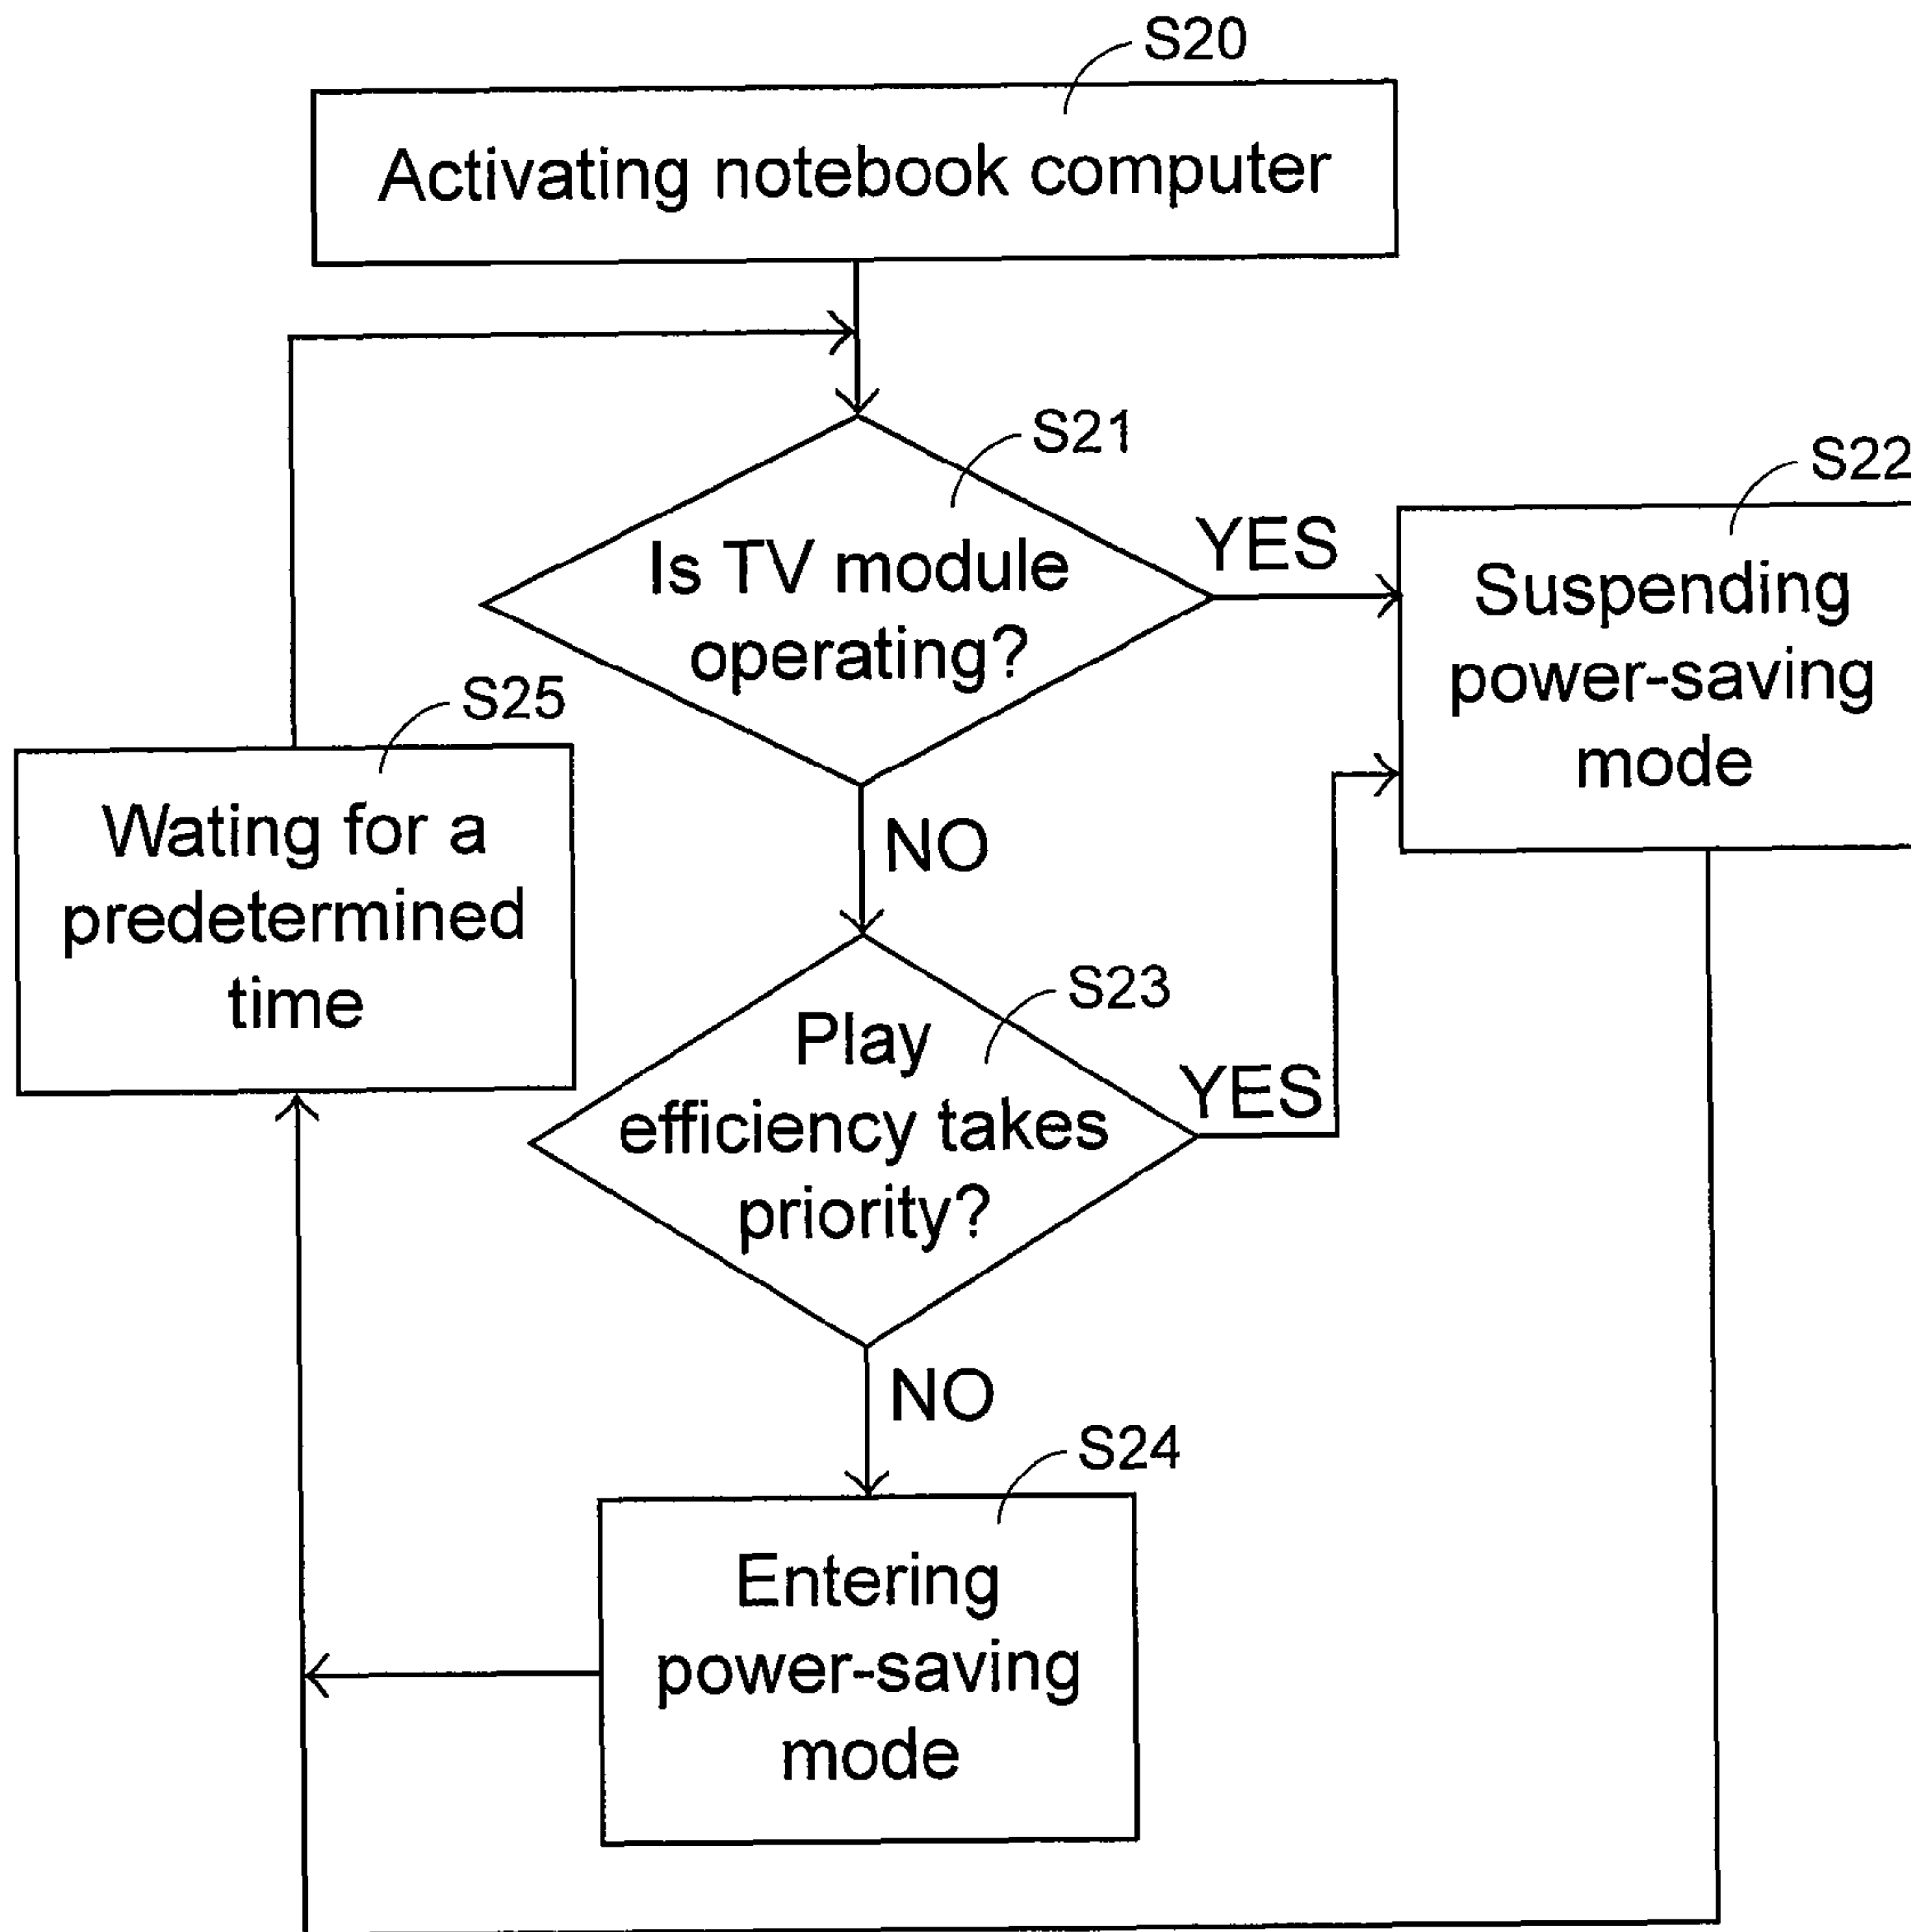 S20
Activating notebook computer
S21
Is TV module
operating?
YES
S22
Suspending
power-saving
mode
NO
S25
Wating for a
predetermined
time
S23
Play
efficiency takes
priority?
YES
NO
S24
Entering
power-saving
mode